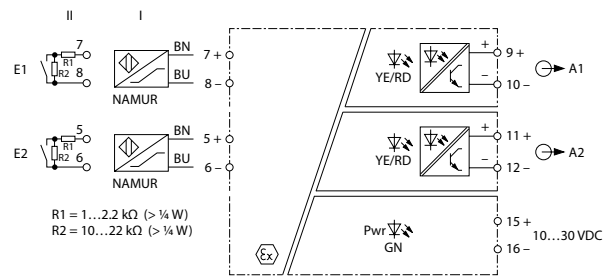 II I
E1 7 R1 R2 8 BN BU NAMUR 7 + 8 –
YE/RD + – 9 + 10 – A1
E2 5 R1 R2 6 BN BU NAMUR 5 + 6 –
YE/RD + – 11 + 12 – A2
R1 = 1…2.2 kΩ (> ¼ W)
R2 = 10…22 kΩ (> ¼ W)
Ex
Pwr
GN
15 +
16 –
10…30 VDC